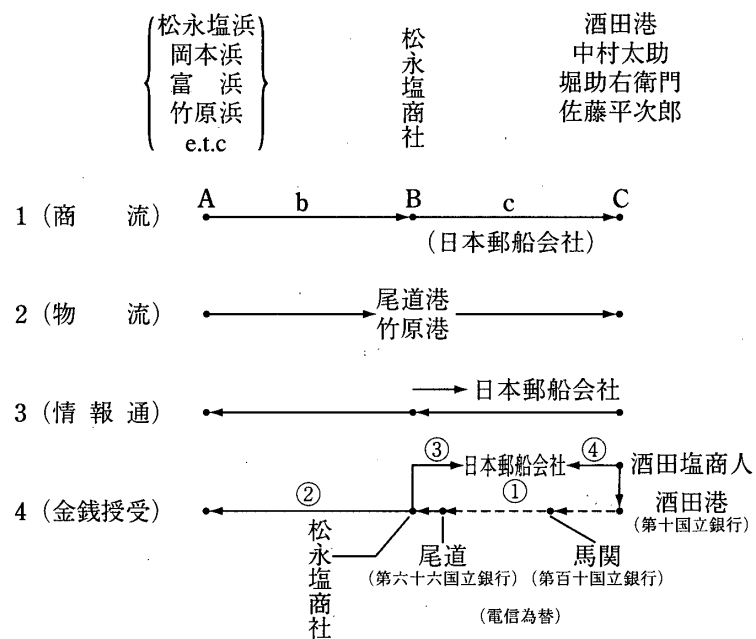 松永塩浜
岡本浜
富　浜
竹原浜
e.t.c
松永塩商社
酒田港
中村太助
堀助右衛門
佐藤平次郎
1（商　流） A b B c C
（日本郵船会社）
2（物　流） 尾道港
竹原港
3（情報通） 日本郵船会社
③ 日本郵船会社 ④ 酒田塩商人
4（金銭授受） ② ① 酒田港
（第十国立銀行）
松永塩商社
尾道 馬関
（第六十六国立銀行） （第百十国立銀行）
（電信為替）